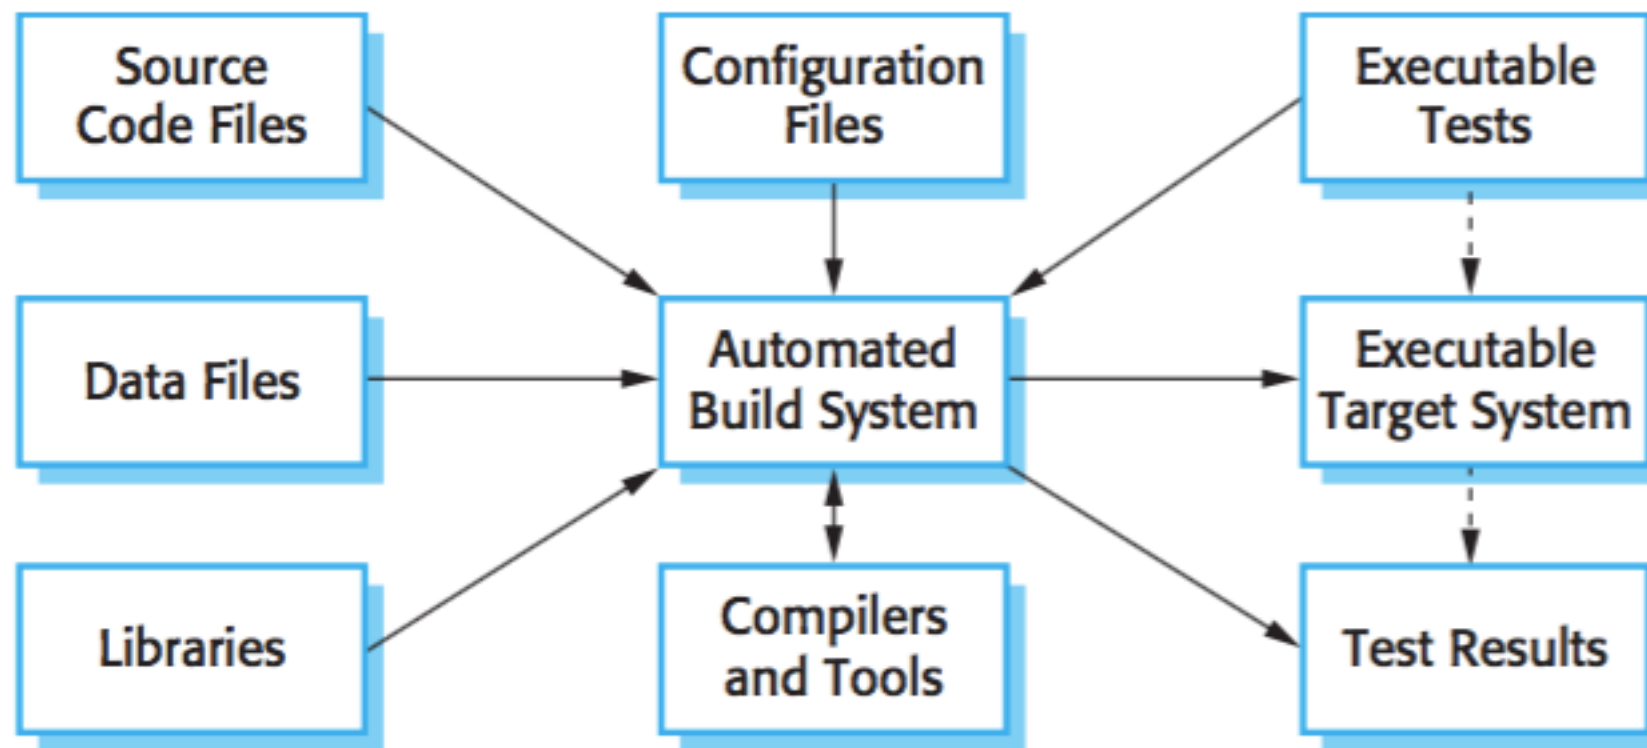 Source
Code Files
Configuration
Files
Executable
Tests
Data Files
Automated
Build System
Executable
Target System
Libraries
Compilers
and Tools
Test Results